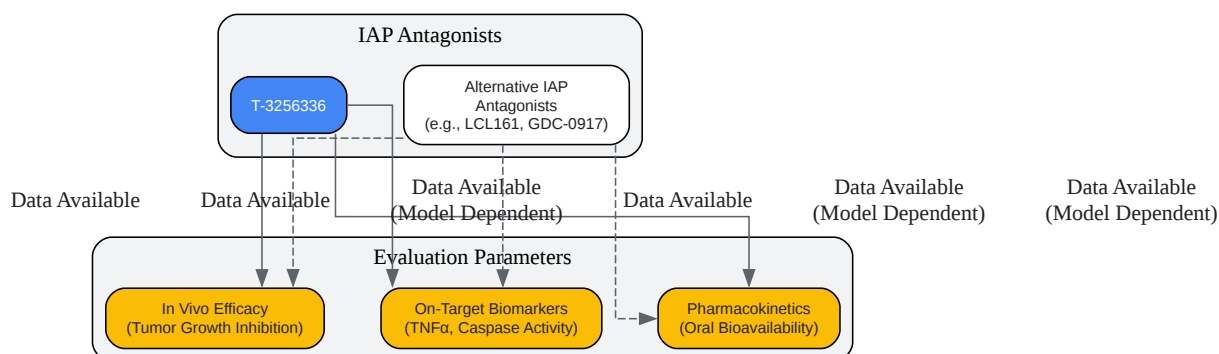 IAP Antagonists
T-3256336
Alternative IAP
Antagonists
(e.g., LCL161, GDC-0917)
Data Available
Data Available
Data Available
(Model Dependent)
Data Available
Data Available
(Model Dependent)
Data Available
(Model Dependent)
Evaluation Parameters
In Vivo Efficacy
(Tumor Growth Inhibition)
On-Target Biomarkers
(TNFα, Caspase Activity)
Pharmacokinetics
(Oral Bioavailability)